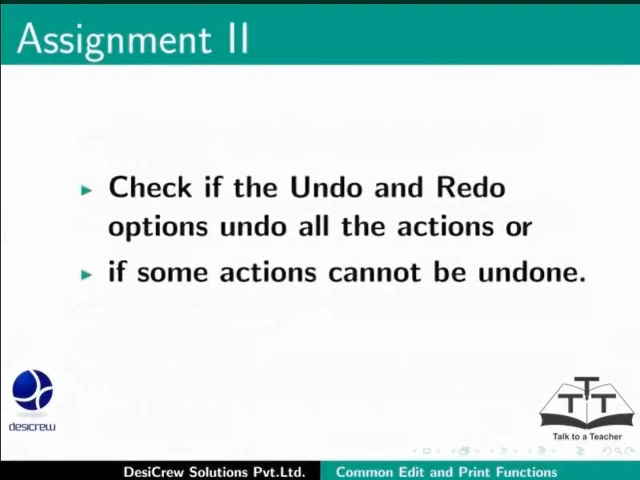 Assignment II
Check if the Undo and Redo
options undo all the actions or
if some actions cannot be undone.
desicrew
TTT
Talk to a Teacher
DesiCrew Solutions Pvt.Ltd. Common Edit and Print Functions